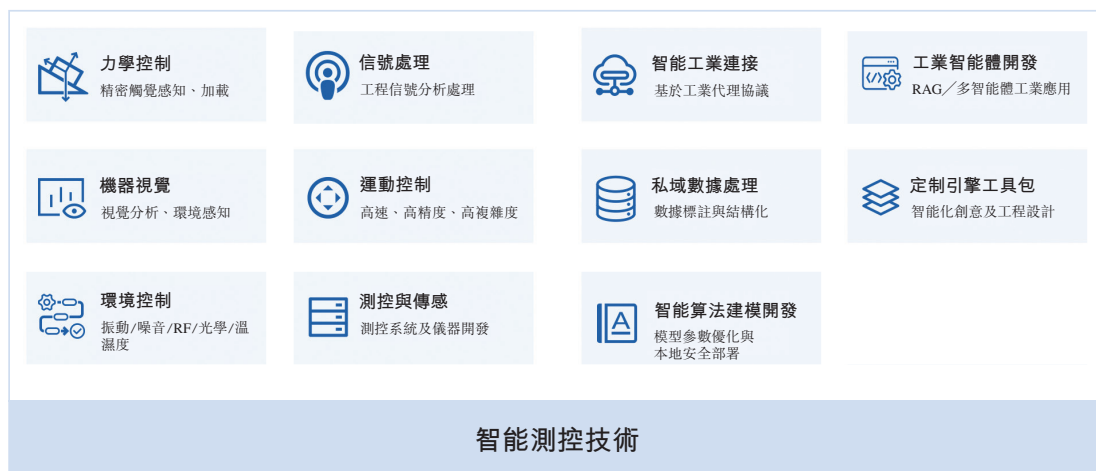 力學控制
精密觸覺感知、加載
信號處理
工程信號分析處理
智能工業連接
基於工業代理協議
工業智能體開發
RAG／多智能體工業應用
機器視覺
視覺分析、環境感知
運動控制
高速、高精度、高複雜度
私域數據處理
數據標註與結構化
定制引擎工具包
智能化創意及工程設計
環境控制
振動/噪音/RF/光學/溫
濕度
測控與傳感
測控系統及儀器開發
智能算法建模開發
模型參數優化與
本地安全部署
智能測控技術